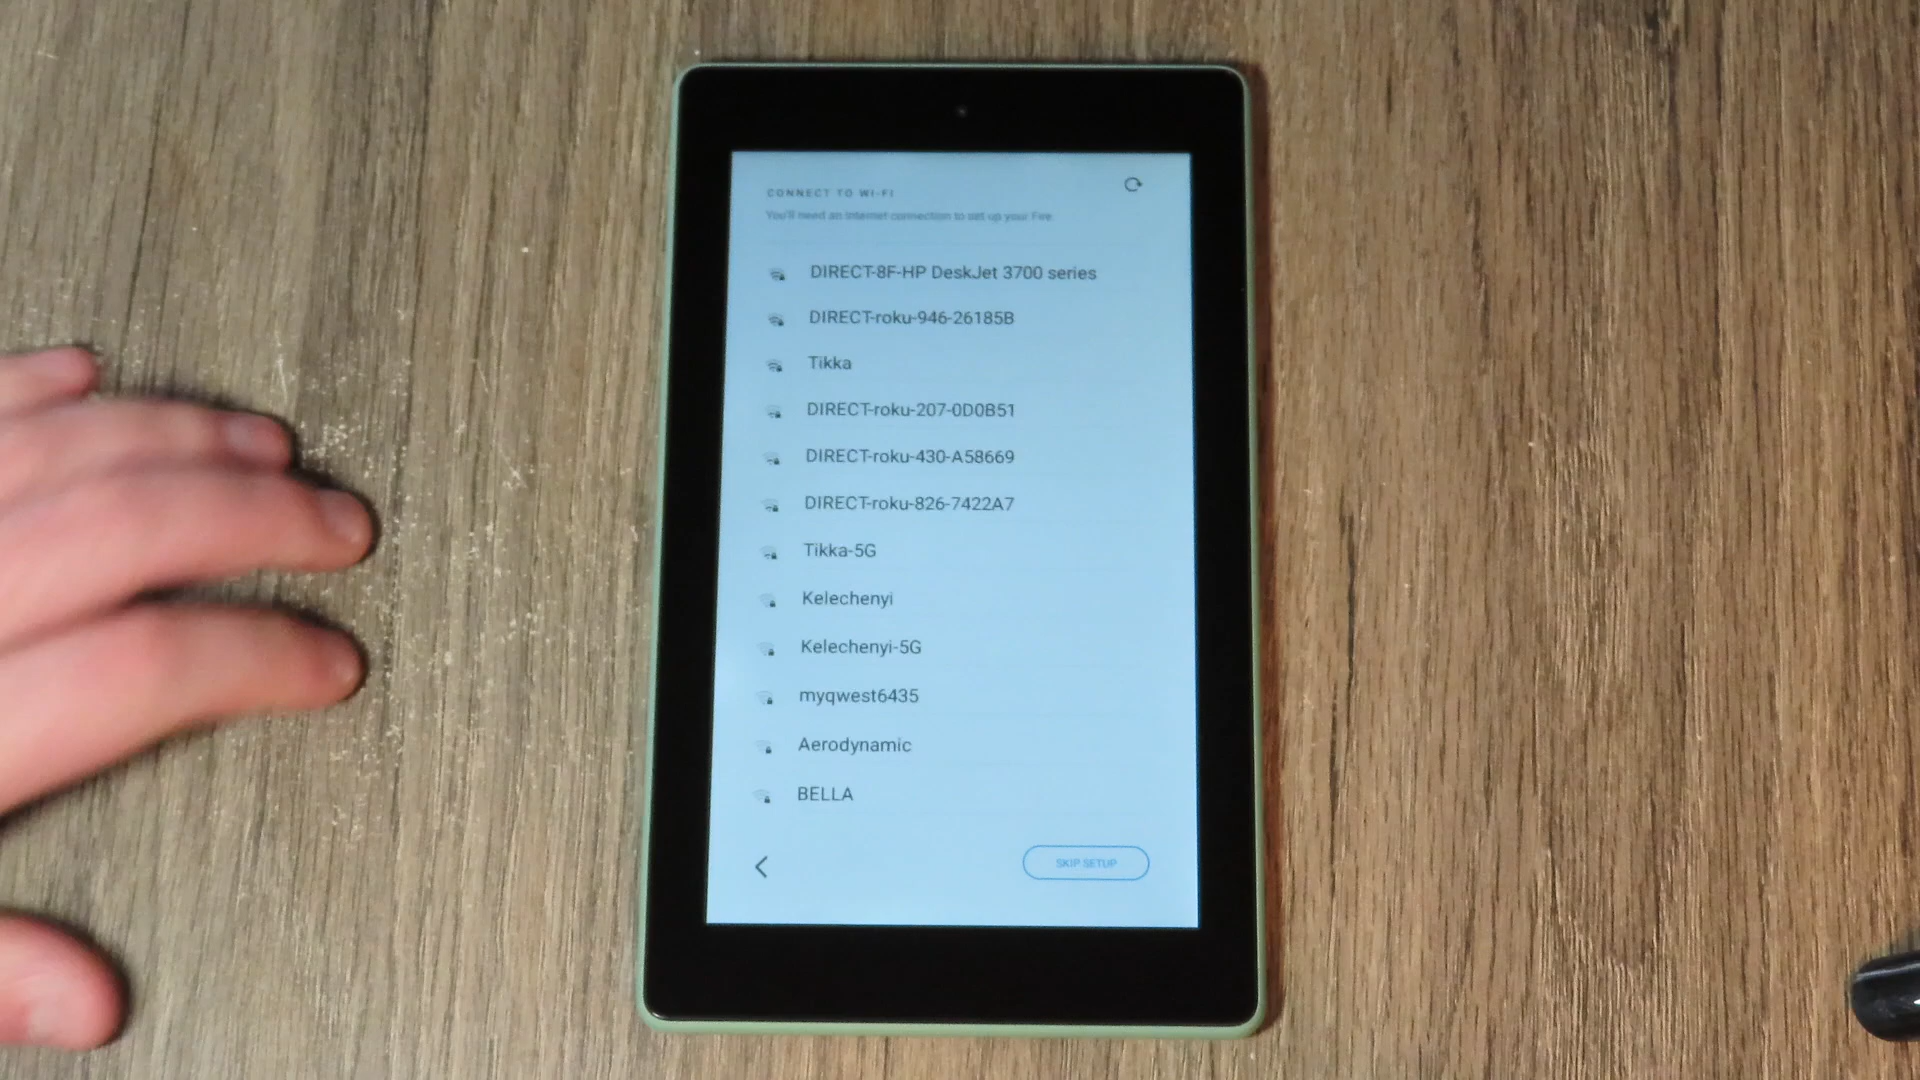 CONNECT TO WI-FI
You'll need an Internet connection to set up your Fire.
DIRECT-8F-HP DeskJet 3700 series
DIRECT-roku-946-26185B
Tikka
DIRECT-roku-207-0D0B51
DIRECT-roku-430-A58669
DIRECT-roku-826-7422A7
Tikka-5G
Kelechenyi
Kelechenyi-5G
myqwest6435
Aerodynamic
BELLA
SKIP SETUP